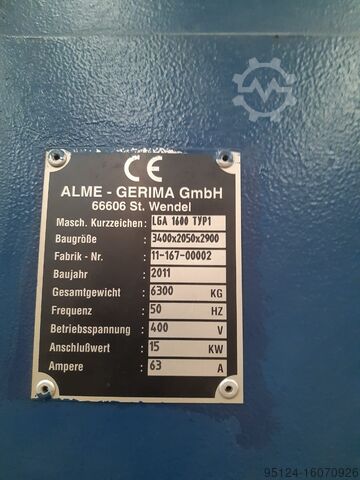 CE
ALME - GERIMA GmbH
66606 St. Wendel
Masch. Kurzzeichen : LGA 1600 TYP1
Baugröße : 3400x2050x2900
Fabrik - Nr. : 11-167-00002
Baujahr : 2011
Gesamtgewicht : 6300 KG
Frequenz : 50 HZ
Betriebsspannung : 400 V
Anschlußwert : 15 KW
Ampere : 63 A
95124-16070926